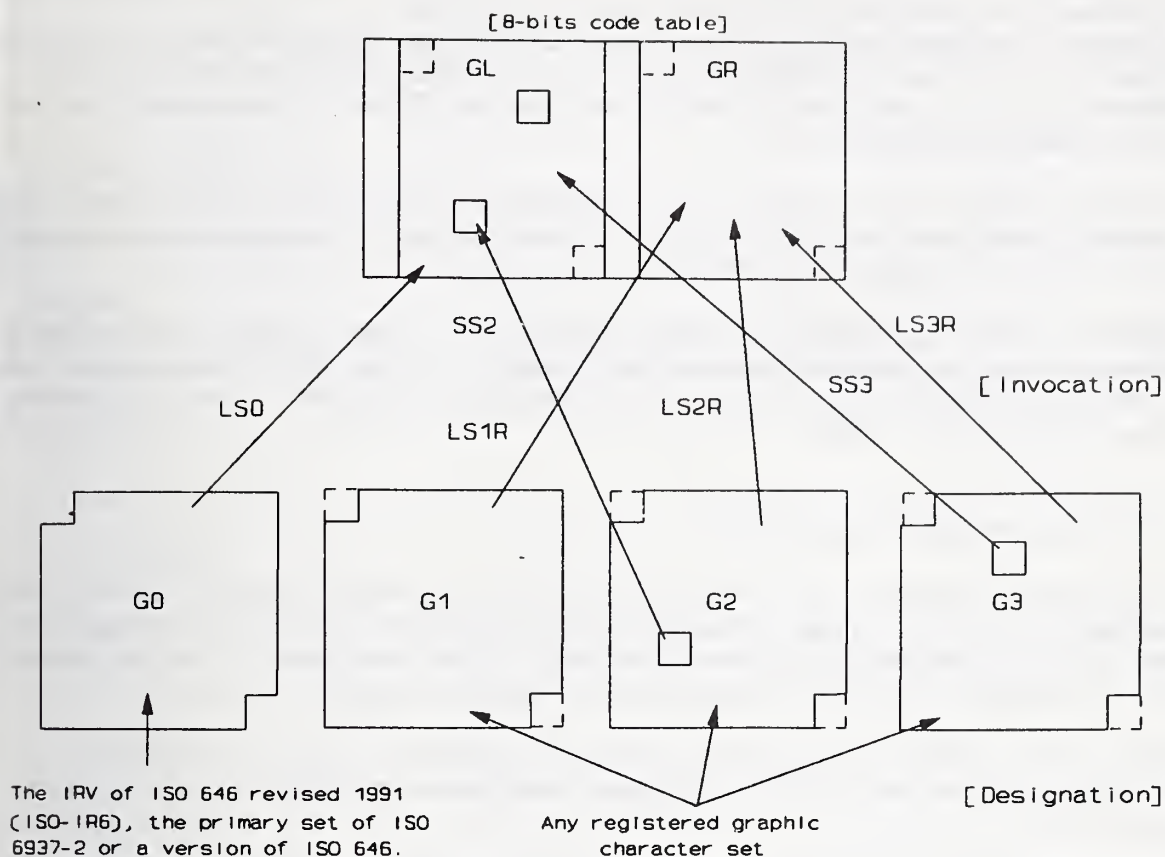 [8-bits code table]
GL
GR
SS2
LS3R
SS3
[Invocation]
LS0
LS1R
LS2R
G0
G1
G2
G3
The IRV of ISO 646 revised 1991
(ISO-IR6), the primary set of ISO
6937-2 or a version of ISO 646.
Any registered graphic
character set
[Designation]